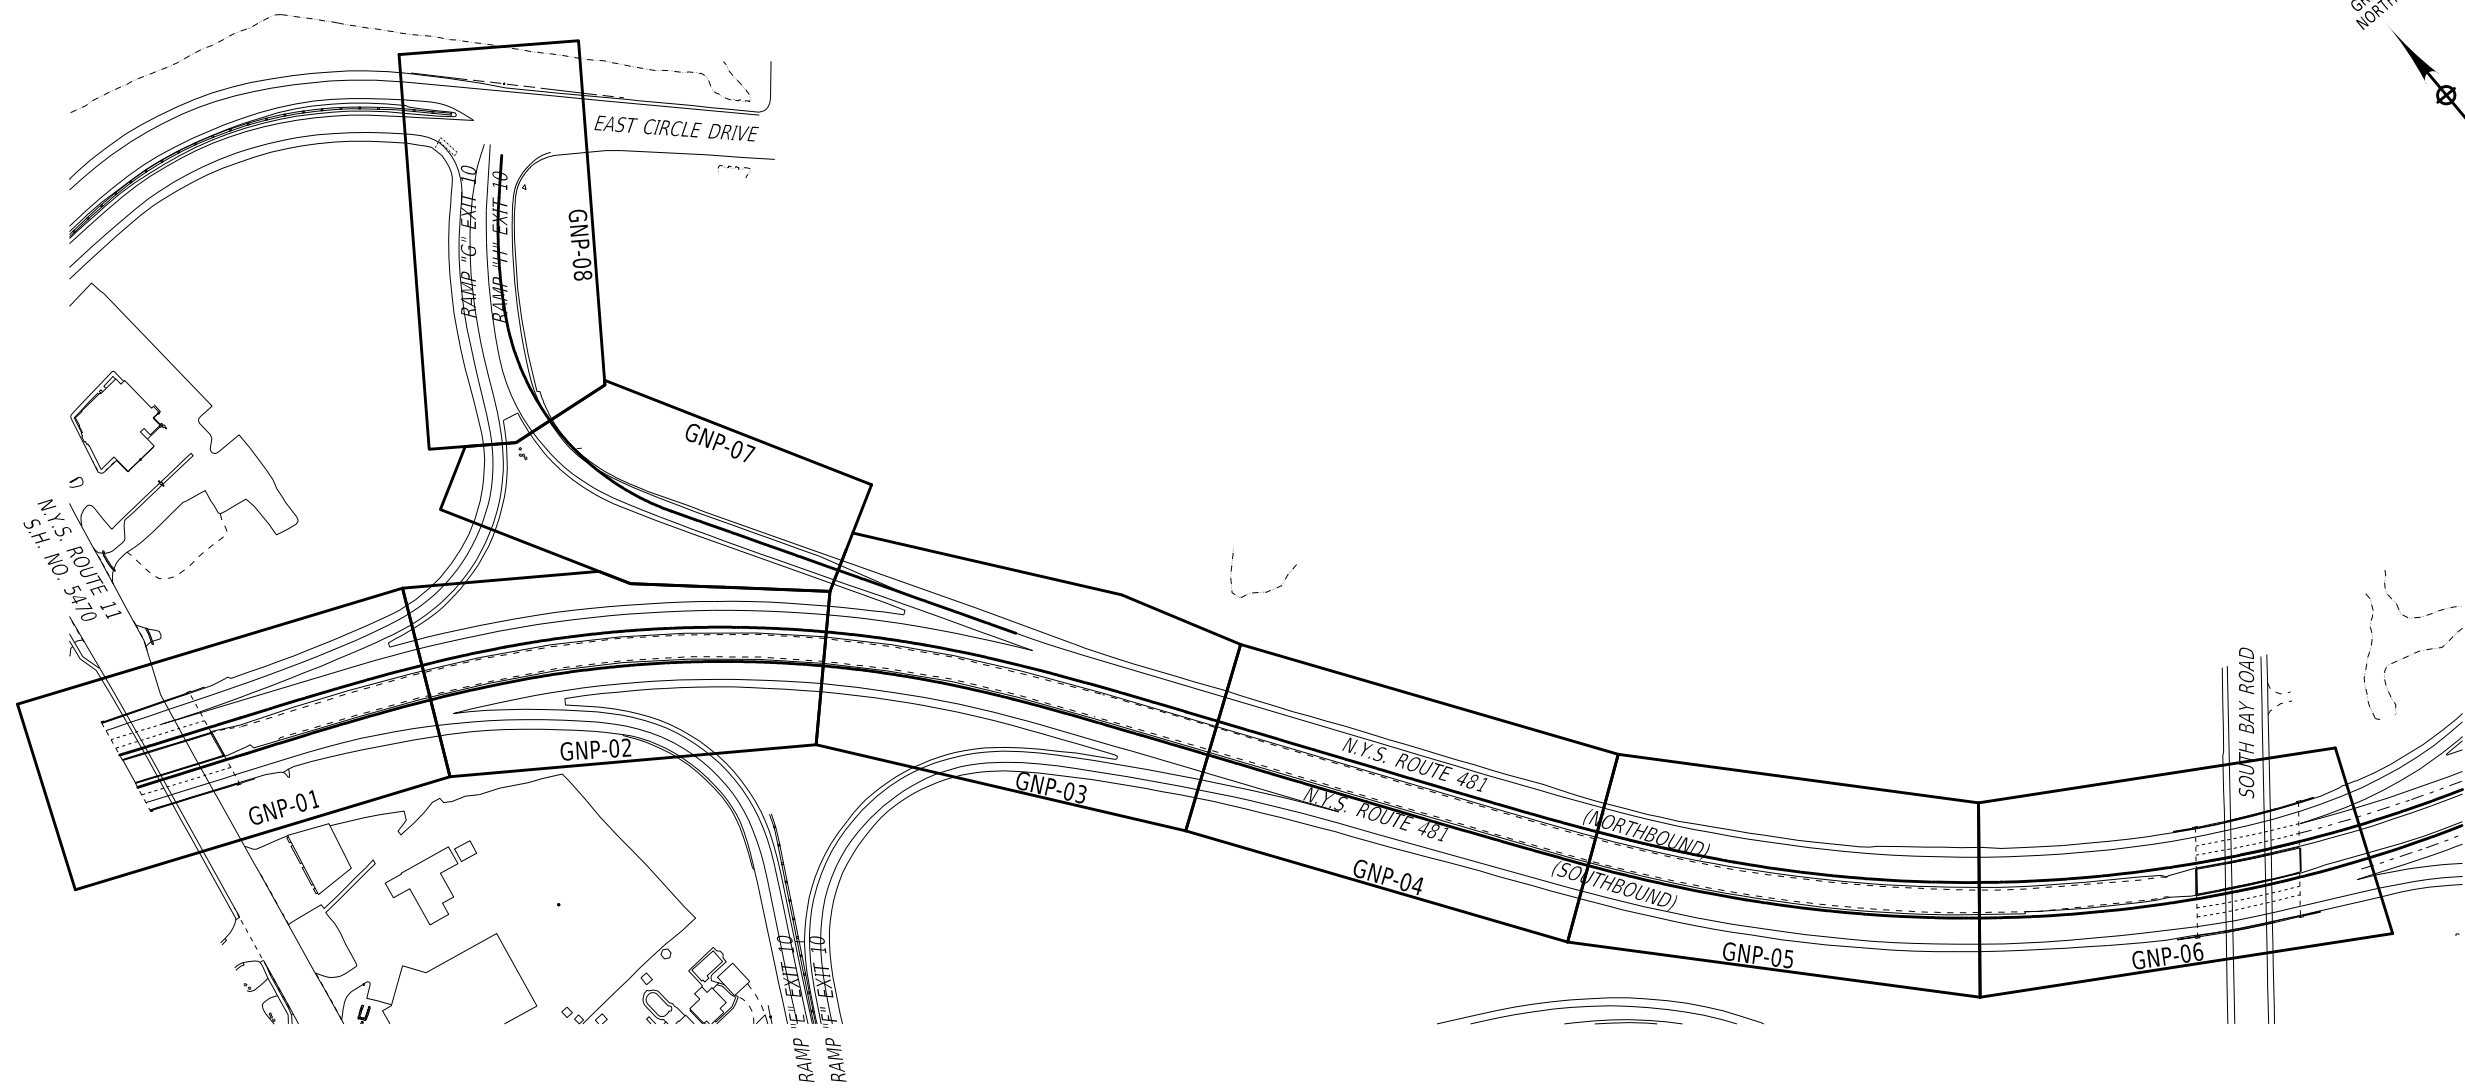 NORTH
EAST CIRCLE DRIVE
RAMP "G" EXIT 10
RAMP "H" EXIT 10
GNP-08
GNP-07
N.Y.S. ROUTE 11
S.H. NO. 5470
GNP-01
GNP-02
GNP-03
N.Y.S. ROUTE 481
(NORTHBOUND)
N.Y.S. ROUTE 481
(SOUTHBOUND)
GNP-04
GNP-05
GNP-06
SOUTH BAY ROAD
RAMP "E" EXIT 10
RAMP "F" EXIT 10